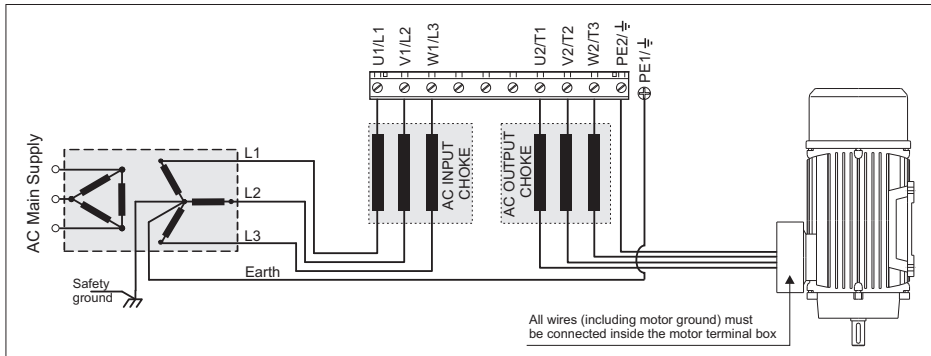 U1/L1
V1/L2
W1/L3
U2/T1
V2/T2
W2/T3
PE2/⏚
PE1/⏚
AC Main Supply
L1
L2
L3
Earth
Safety
ground
AC INPUT
CHOKE
AC OUTPUT
CHOKE
All wires (including motor ground) must
be connected inside the motor terminal box